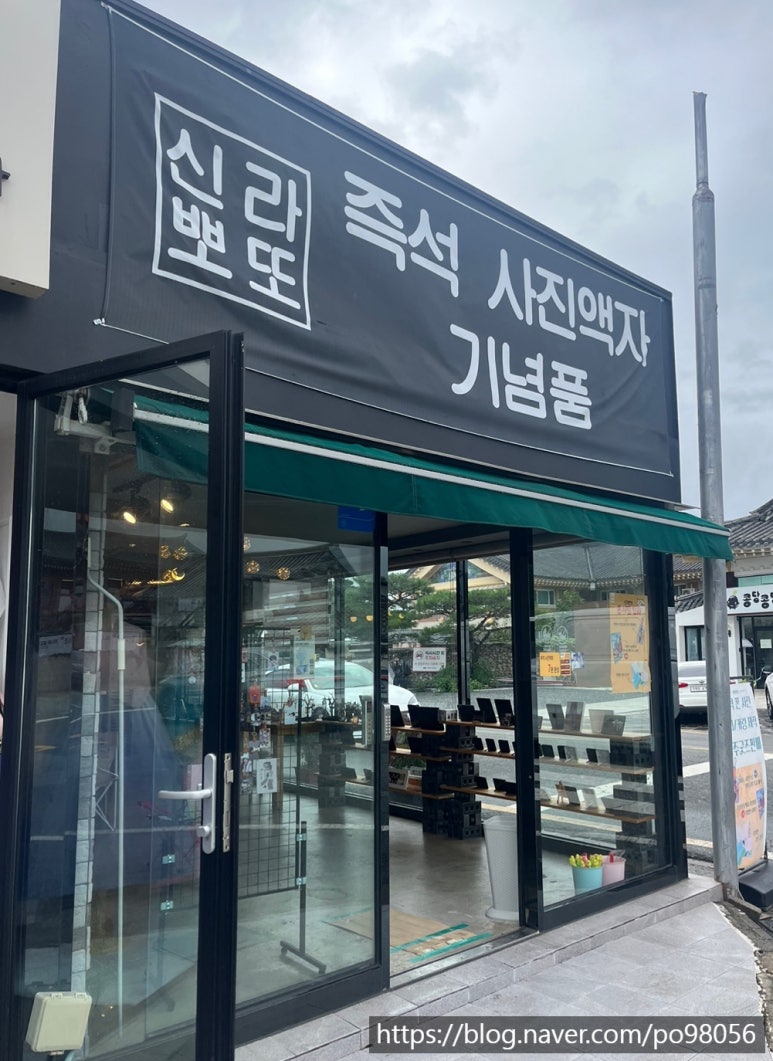 신라
뽀또
즉석 사진액자
기념품
https://blog.naver.com/po98056